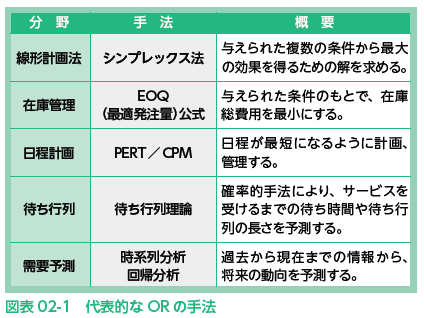 分　野
手　法
概　要
線形計画法
シンプレックス法
与えられた複数の条件から最大
の効果を得るための解を求める。
在庫管理
EOQ
（最適発注量）公式
与えられた条件のもとで、在庫
総費用を最小にする。
日程計画
PERT／CPM
日程が最短になるように計画、
管理する。
待ち行列
待ち行列理論
確率的手法により、サービスを
受けるまでの待ち時間や待ち行
列の長さを予測する。
需要予測
時系列分析
回帰分析
過去から現在までの情報から、
将来の動向を予測する。
図表 02-1　代表的な OR の手法